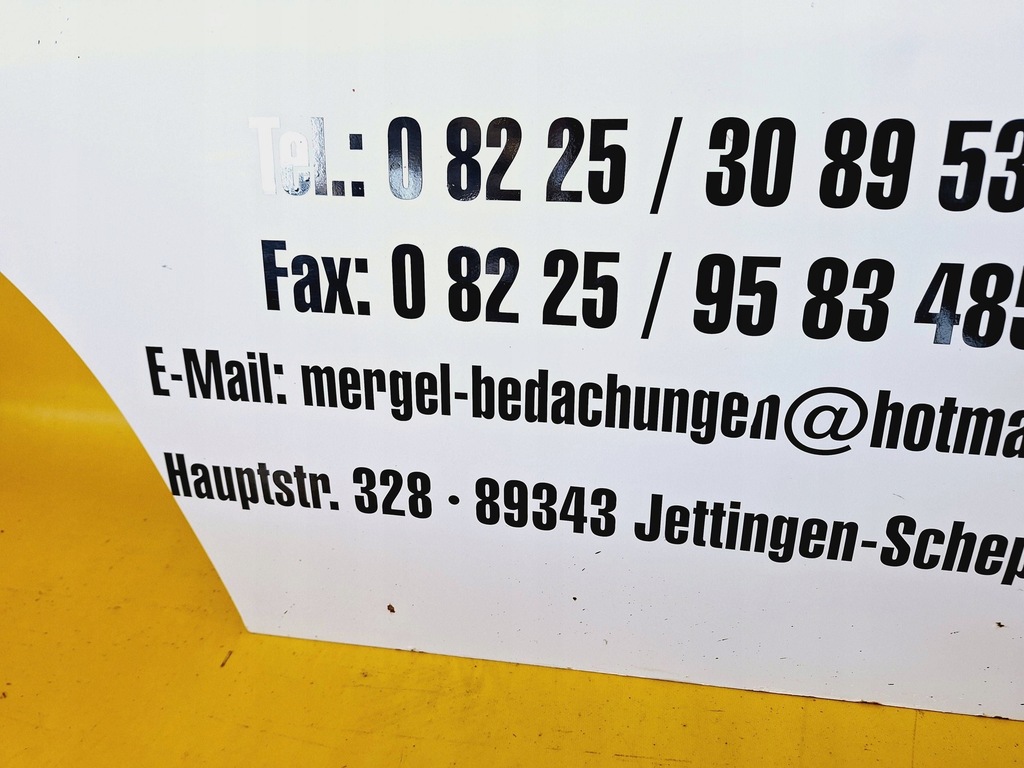 Tel.: 0 82 25 / 30 89 53
Fax: 0 82 25 / 95 83 485
E-Mail: mergel-bedachungen@hotma
Hauptstr. 328 · 89343 Jettingen-Schep